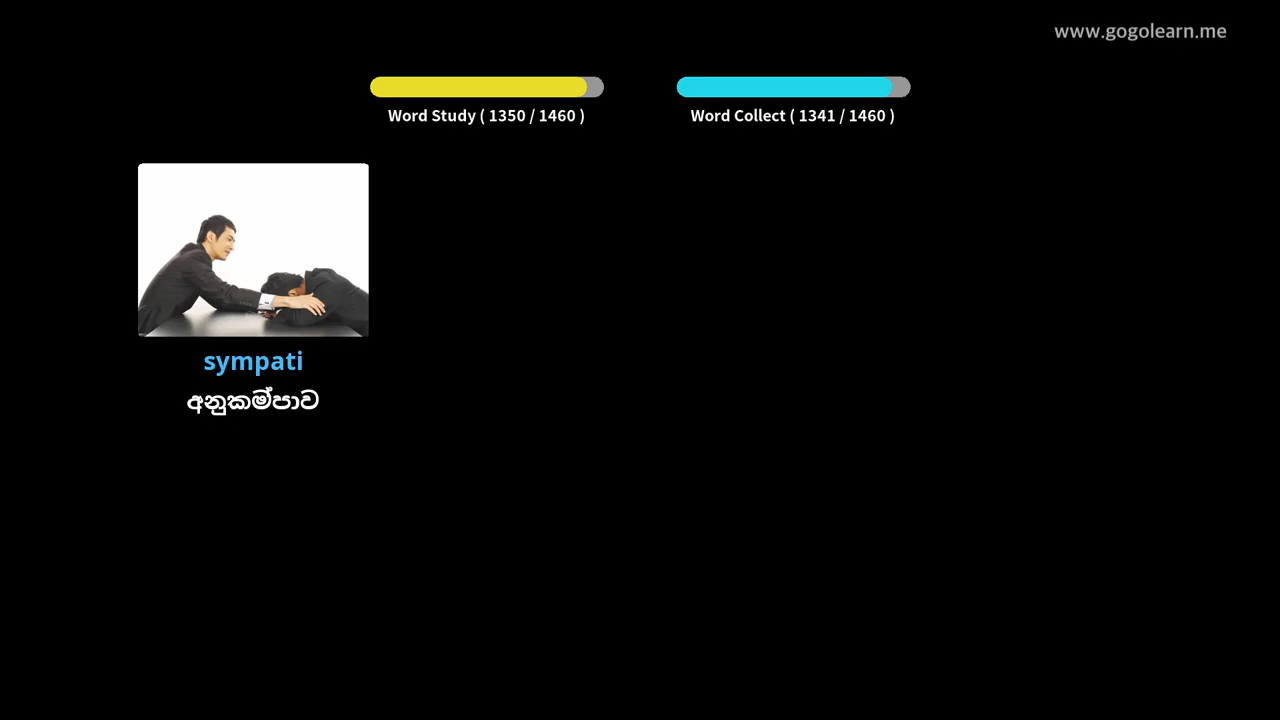 www.gogolearn.me
Word Study ( 1350 / 1460 )
Word Collect ( 1341 / 1460 )
sympati
අනුකම්පාව